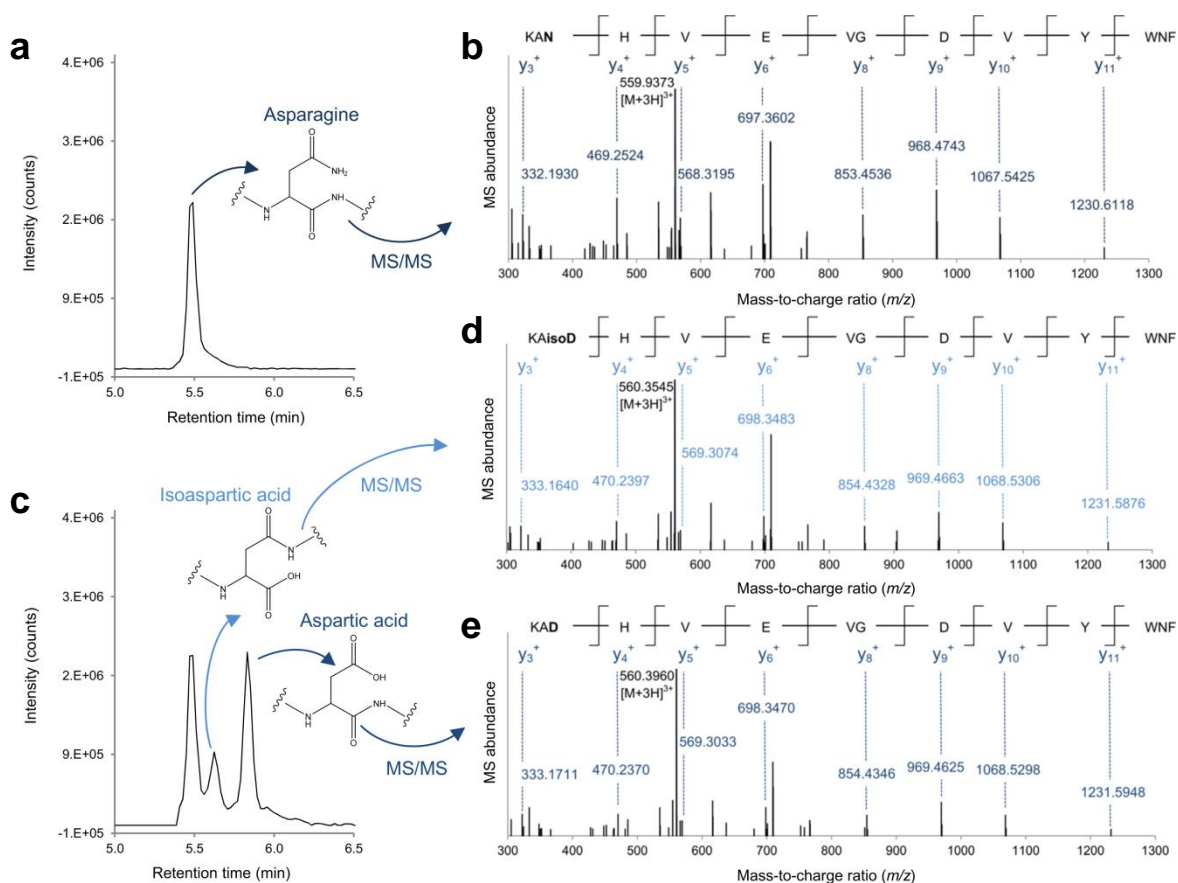 a
4.E+06
3.E+06
2.E+06
9.E+05
-1.E+05
Intensity (counts)
5.0 5.5 6.0 6.5
Retention time (min)
Asparagine
O
NH₂
N
H
NH
O
MS/MS
b
KAN H V E VG D V Y WNF
y₃⁺ y₄⁺ y₅⁺ y₆⁺ y₈⁺ y₉⁺ y₁₀⁺ y₁₁⁺
559.9373
[M+3H]³⁺
697.3602
968.4743
332.1930 469.2524 568.3195 853.4536 1067.5425
1230.6118
MS abundance
300 400 500 600 700 800 900 1000 1100 1200 1300
Mass-to-charge ratio (m/z)
c
4.E+06
3.E+06
2.E+06
9.E+05
-1.E+05
Intensity (counts)
5.0 5.5 6.0 6.5
Retention time (min)
Isoaspartic acid
MS/MS
O
NH
NH
OH
O
Aspartic acid
O
OH
NH
NH
O
MS/MS
d
KAisoD H V E VG D V Y WNF
y₃⁺ y₄⁺ y₅⁺ y₆⁺ y₈⁺ y₉⁺ y₁₀⁺ y₁₁⁺
560.3545
[M+3H]³⁺
698.3483
569.3074
333.1640 470.2397 854.4328 969.4663 1068.5306 1231.5876
MS abundance
300 400 500 600 700 800 900 1000 1100 1200 1300
Mass-to-charge ratio (m/z)
e
KAD H V E VG D V Y WNF
y₃⁺ y₄⁺ y₅⁺ y₆⁺ y₈⁺ y₉⁺ y₁₀⁺ y₁₁⁺
560.3960
[M+3H]³⁺
698.3470
569.3033
333.1711 470.2370 854.4346 969.4625 1068.5298
1231.5948
MS abundance
300 400 500 600 700 800 900 1000 1100 1200 1300
Mass-to-charge ratio (m/z)